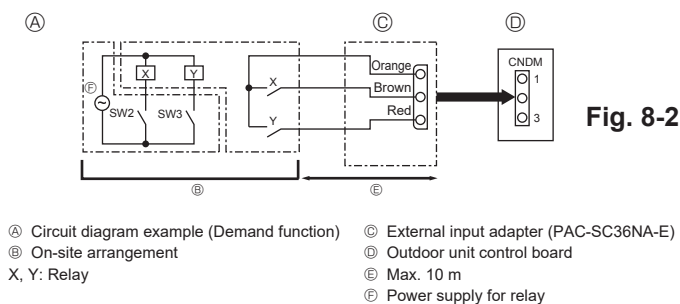 Ⓐ Ⓒ Ⓓ
Ⓕ X Y
SW2 SW3
X
Y
Orange
Brown
Red
CNDM
1
3
Fig. 8-2
Ⓑ Ⓔ
Ⓐ Circuit diagram example (Demand function)
Ⓑ On-site arrangement
X, Y: Relay
Ⓒ External input adapter (PAC-SC36NA-E)
Ⓓ Outdoor unit control board
Ⓔ Max. 10 m
Ⓕ Power supply for relay